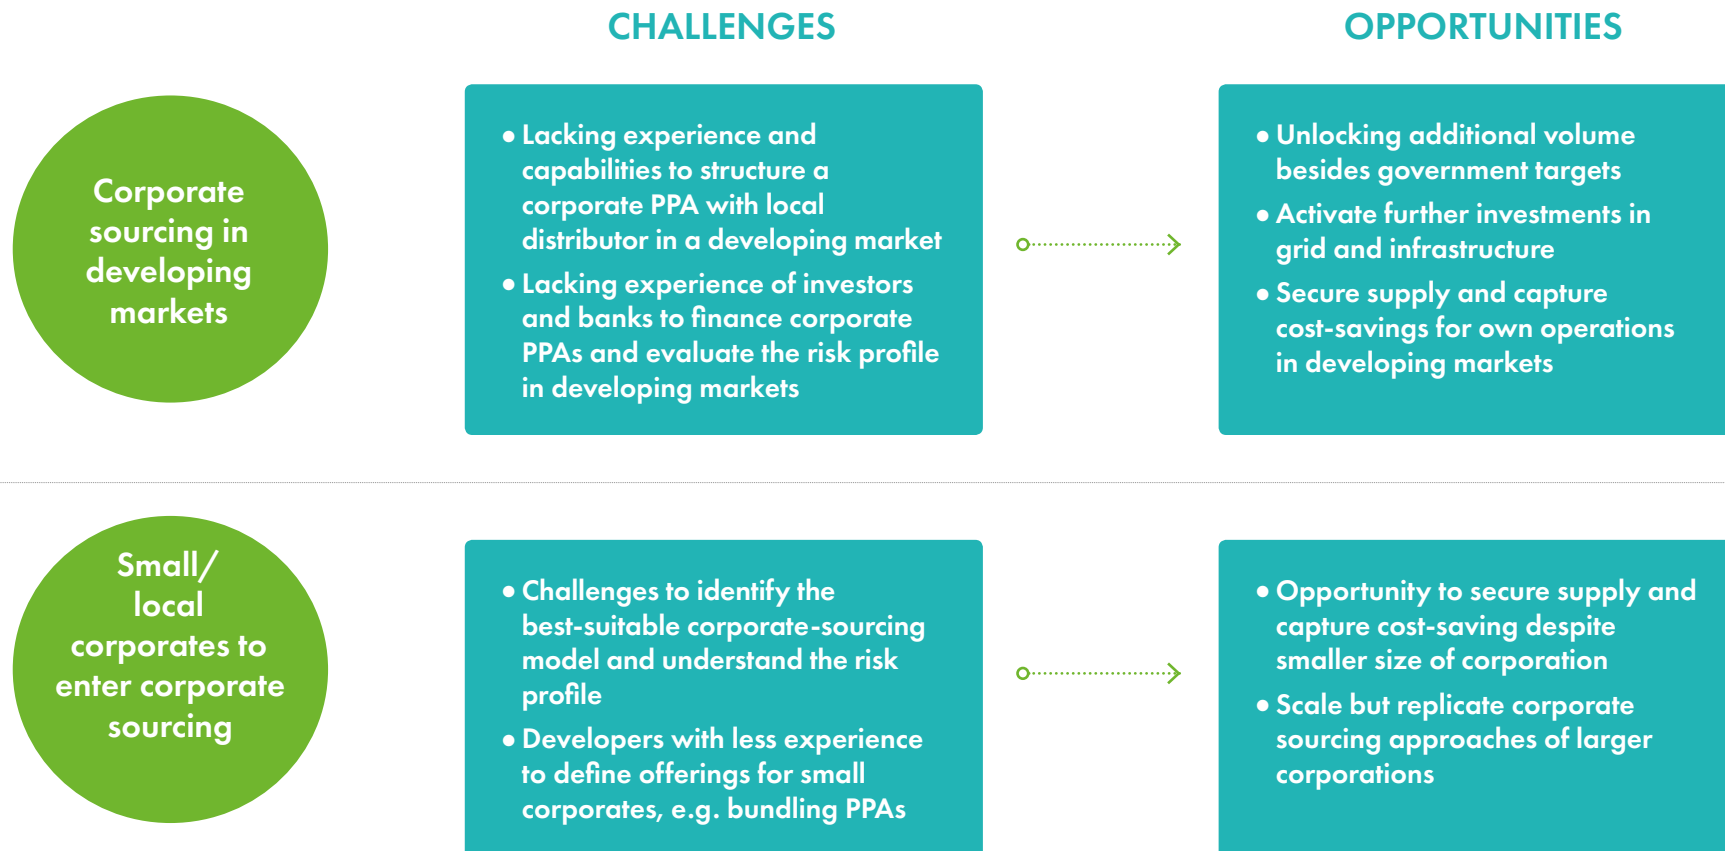 CHALLENGES
OPPORTUNITIES
Corporate
sourcing in
developing
markets
• Lacking experience and
capabilities to structure a
corporate PPA with local
distributor in a developing market
• Lacking experience of investors
and banks to finance corporate
PPAs and evaluate the risk profile
in developing markets
• Unlocking additional volume
besides government targets
• Activate further investments in
grid and infrastructure
• Secure supply and capture
cost-savings for own operations
in developing markets
Small/
local
corporates to
enter corporate
sourcing
• Challenges to identify the
best-suitable corporate-sourcing
model and understand the risk
profile
• Developers with less experience
to define offerings for small
corporates, e.g. bundling PPAs
• Opportunity to secure supply and
capture cost-saving despite
smaller size of corporation
• Scale but replicate corporate
sourcing approaches of larger
corporations